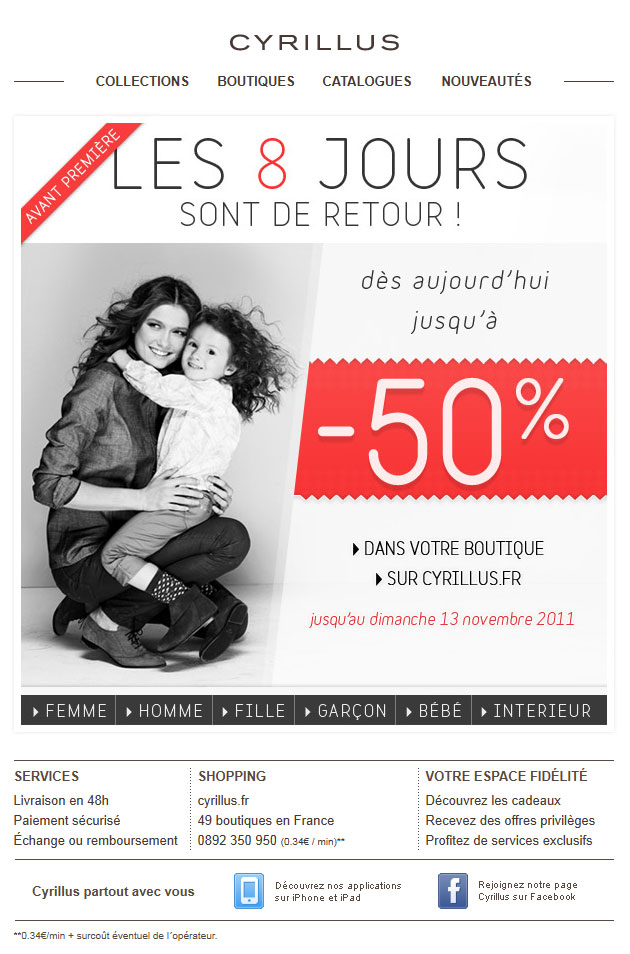 CYRILLUS
COLLECTIONS BOUTIQUES CATALOGUES NOUVEAUTÉS
AVANT PREMIÈRE
LES 8 JOURS
SONT DE RETOUR !
dès aujourd'hui
jusqu'à
-50%
DANS VOTRE BOUTIQUE
SUR CYRILLUS.FR
jusqu'au dimanche 13 novembre 2011
FEMME HOMME FILLE GARÇON BÉBÉ INTERIEUR
SERVICES
Livraison en 48h
Paiement sécurisé
Échange ou remboursement
SHOPPING
cyrillus.fr
49 boutiques en France
0892 350 950 (0.34€ / min)**
VOTRE ESPACE FIDÉLITÉ
Découvrez les cadeaux
Recevez des offres privilèges
Profitez de services exclusifs
Cyrillus partout avec vous
Découvrez nos applications
sur iPhone et iPad
f
Rejoignez notre page
Cyrillus sur Facebook
**0.34€/min + surcoût éventuel de l´opérateur.